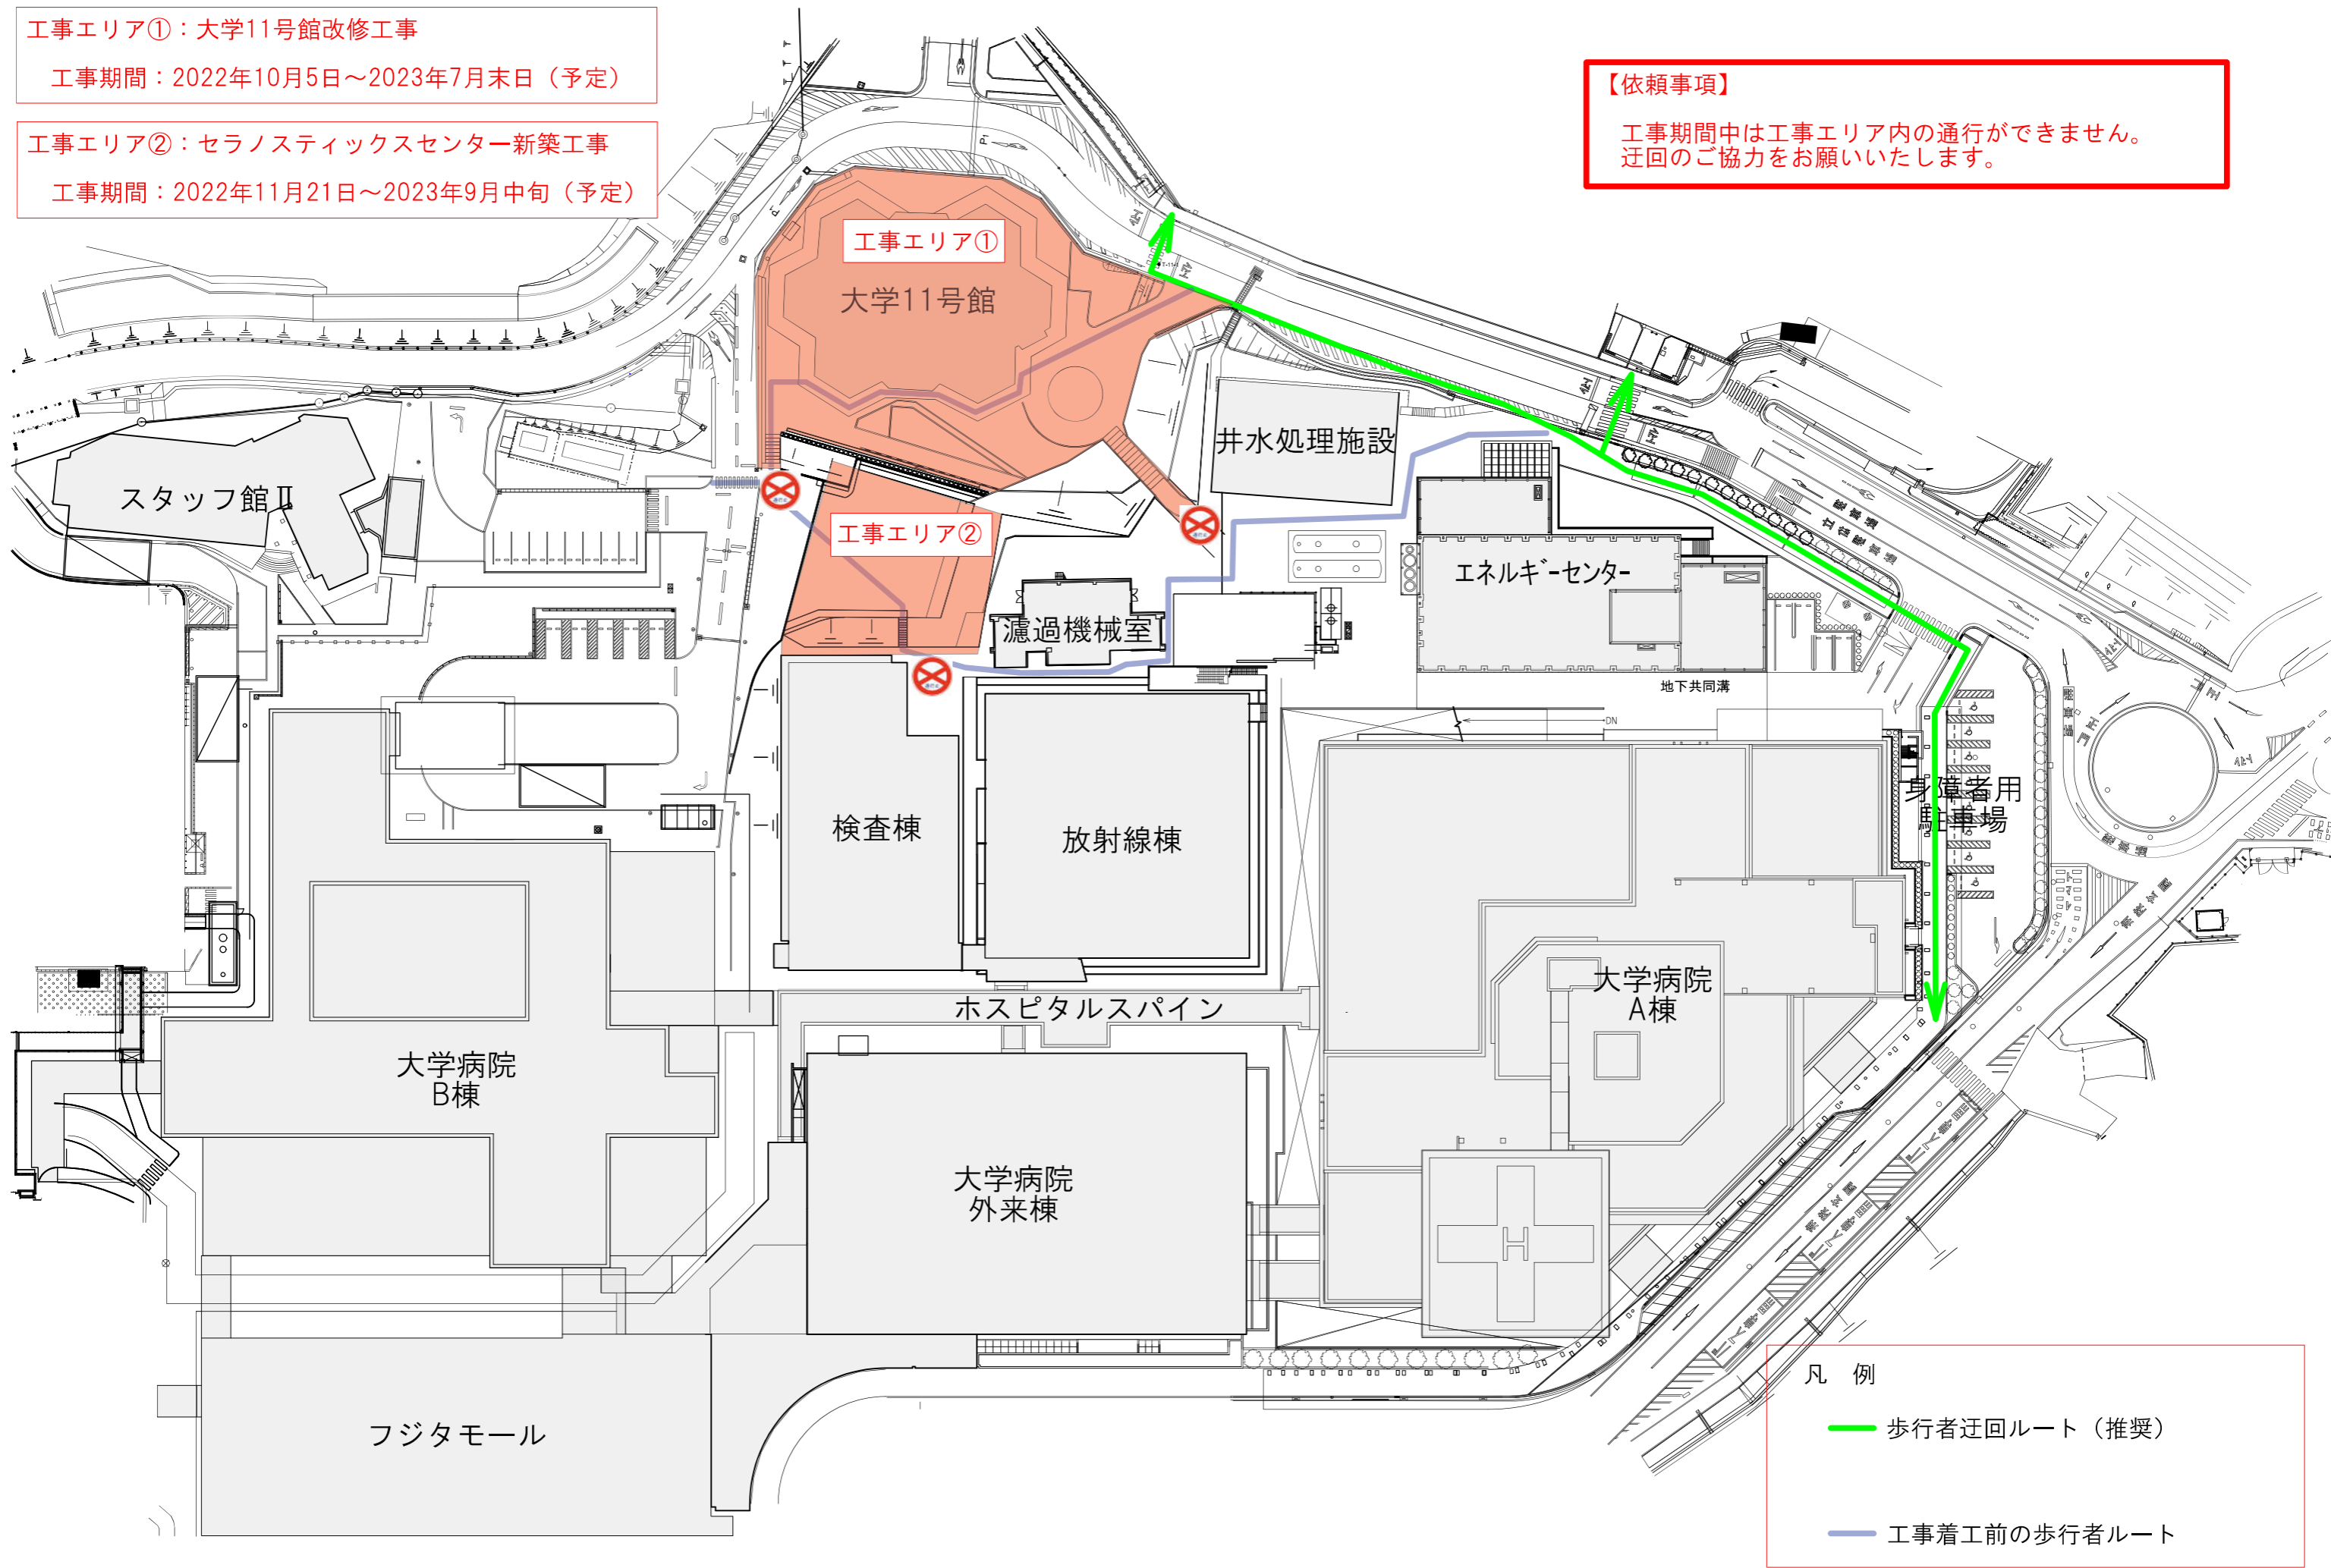 工事エリア①：大学11号館改修工事
工事期間：2022年10月5日～2023年7月末日（予定）
工事エリア②：セラノスティックスセンター新築工事
工事期間：2022年11月21日～2023年9月中旬（予定）
【依頼事項】
工事期間中は工事エリア内の通行ができません。
迂回のご協力をお願いいたします。
工事エリア①
大学11号館
井水処理施設
スタッフ館Ⅱ
工事エリア②
エネルギーセンター
濾過機械室
地下共同溝
DN
身障者用
駐車場
検査棟
放射線棟
大学病院
A棟
ホスピタルスパイン
大学病院
B棟
大学病院
外来棟
H
フジタモール
凡 例
歩行者迂回ルート（推奨）
工事着工前の歩行者ルート